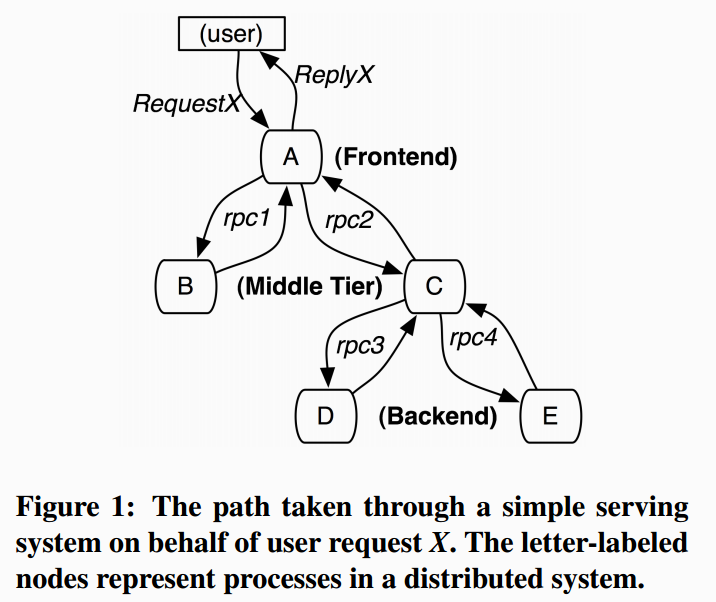 (user)
ReplyX
RequestX
A (Frontend)
rpc1 rpc2
B (Middle Tier) C
rpc3 rpc4
D (Backend) E
Figure 1: The path taken through a simple serving
system on behalf of user request X. The letter-labeled
nodes represent processes in a distributed system.